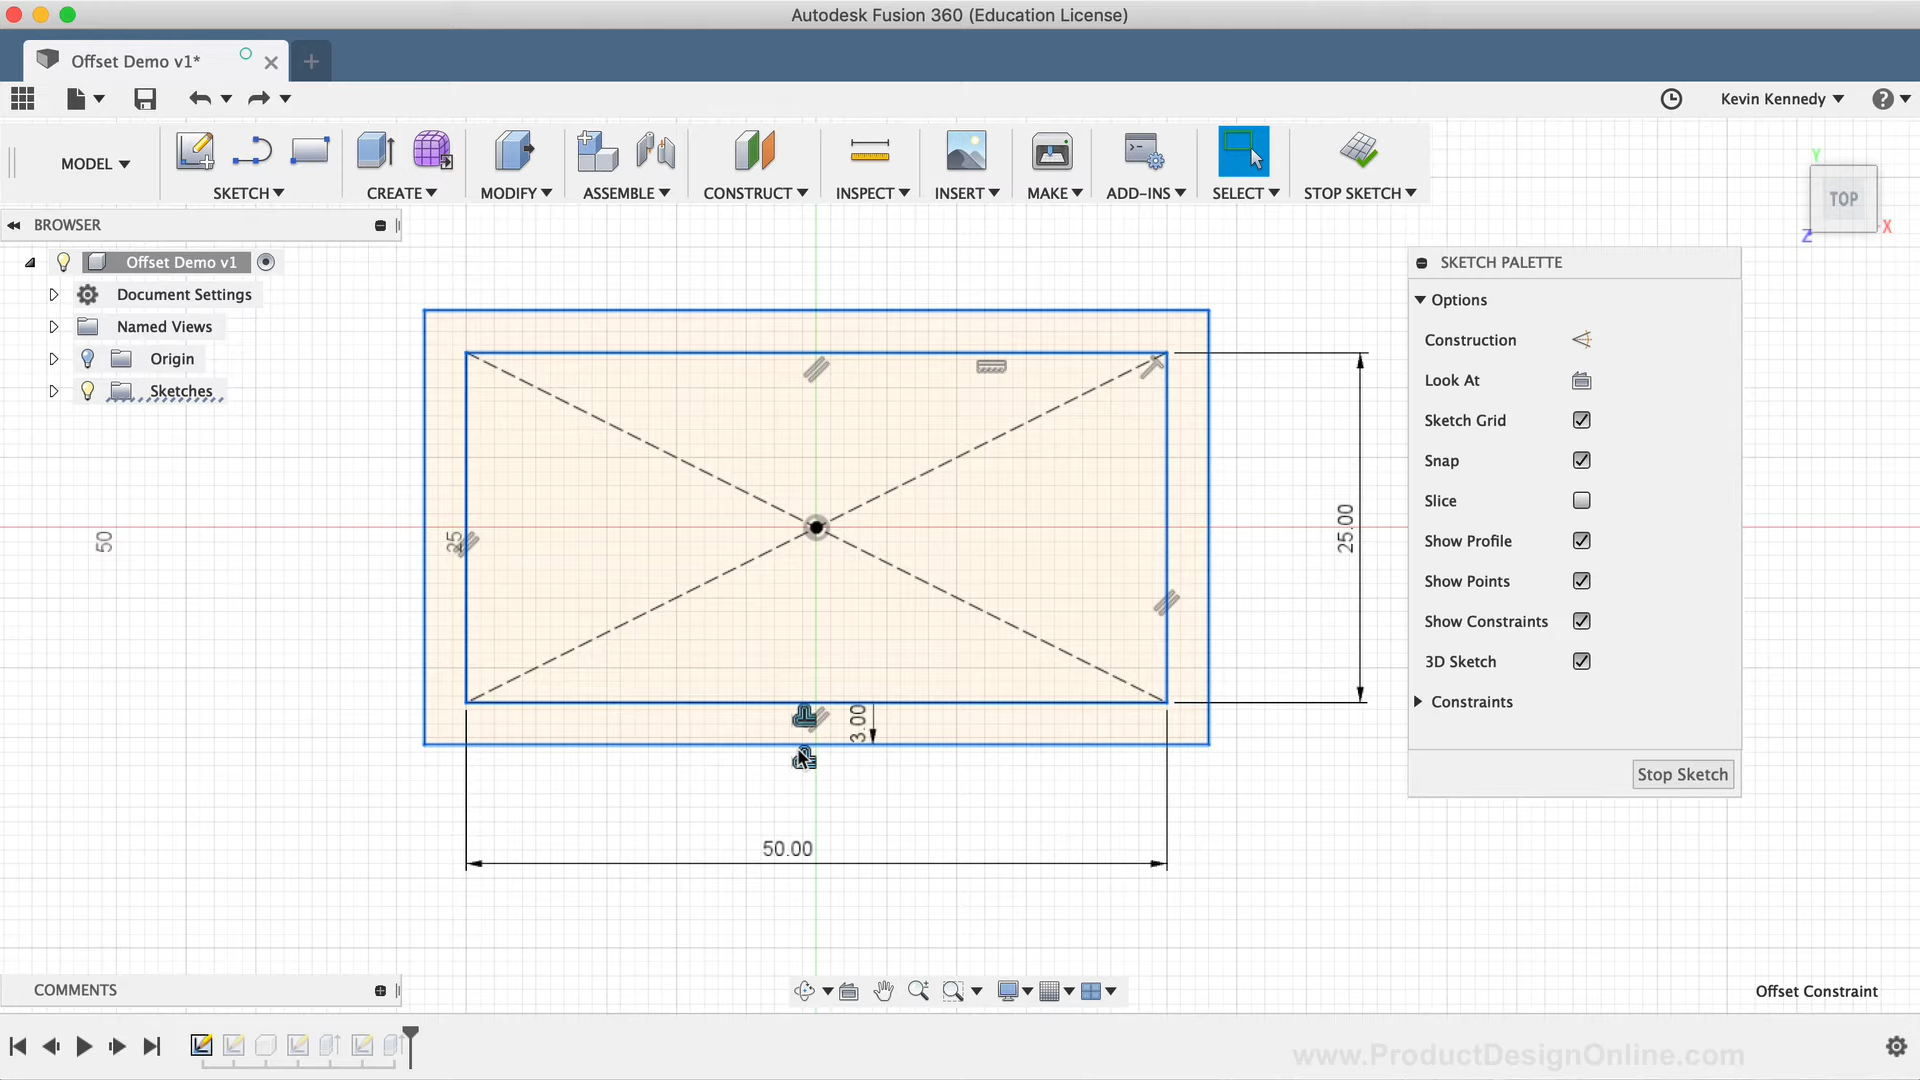 Autodesk Fusion 360 (Education License)
Offset Demo v1*
Kevin Kennedy
MODEL
SKETCH
CREATE
MODIFY
ASSEMBLE
CONSTRUCT
INSPECT
INSERT
MAKE
ADD-INS
SELECT
STOP SKETCH
TOP
Y
X
Z
BROWSER
Offset Demo v1
Document Settings
Named Views
Origin
Sketches
SKETCH PALETTE
Options
Construction
Look At
Sketch Grid
Snap
Slice
Show Profile
Show Points
Show Constraints
3D Sketch
Constraints
Stop Sketch
50
25
25.00
3.00
50.00
COMMENTS
Offset Constraint
www.ProductDesignOnline.com